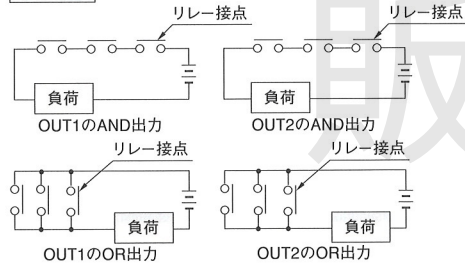 リレー接点
リレー接点
負荷
負荷
OUT1のAND出力
OUT2のAND出力
リレー接点
リレー接点
負荷
負荷
OUT1のOR出力
OUT2のOR出力
販